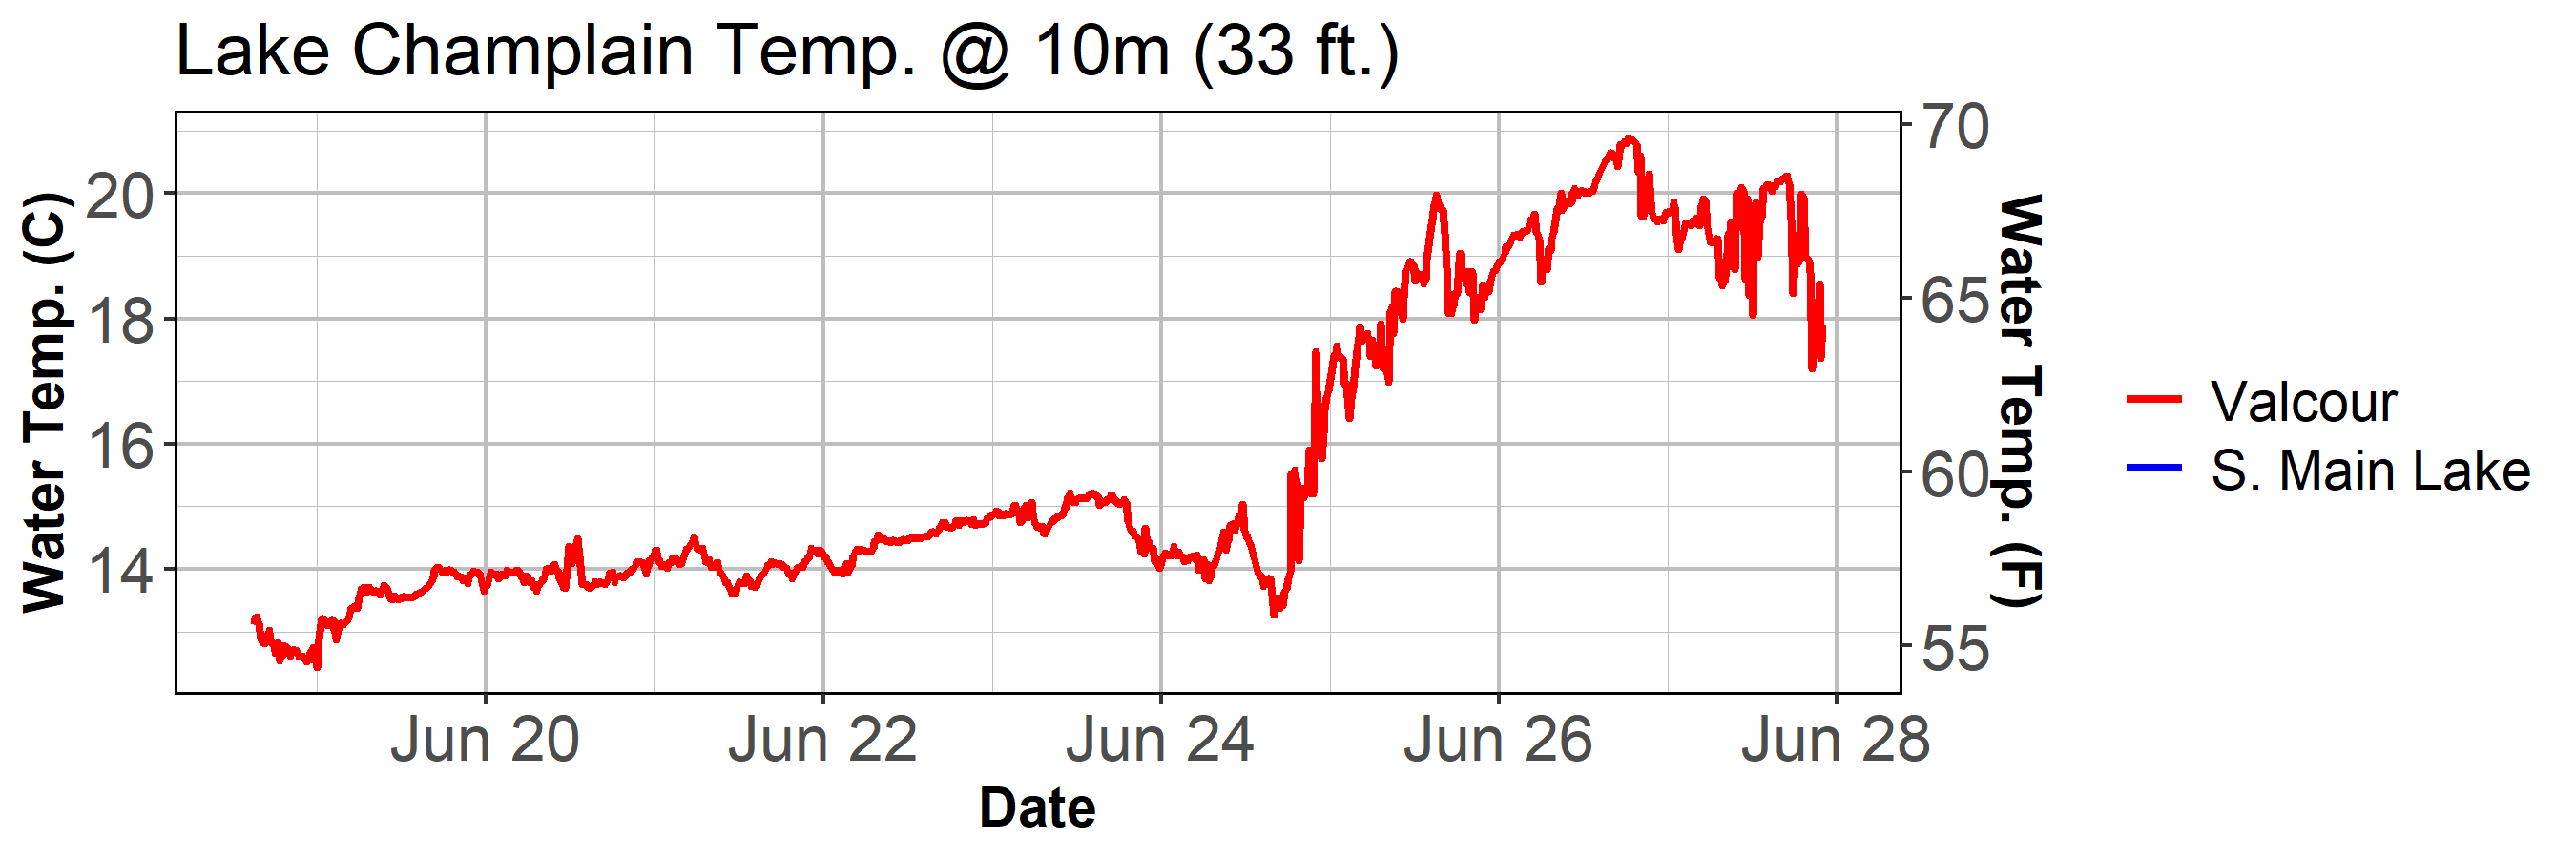 Lake Champlain Temp. @ 10m (33 ft.)
Water Temp. (C)
20
18
16
14
70
65
60
55
Water Temp. (F)
Jun 20 Jun 22 Jun 24 Jun 26 Jun 28
Date
Valcour
S. Main Lake